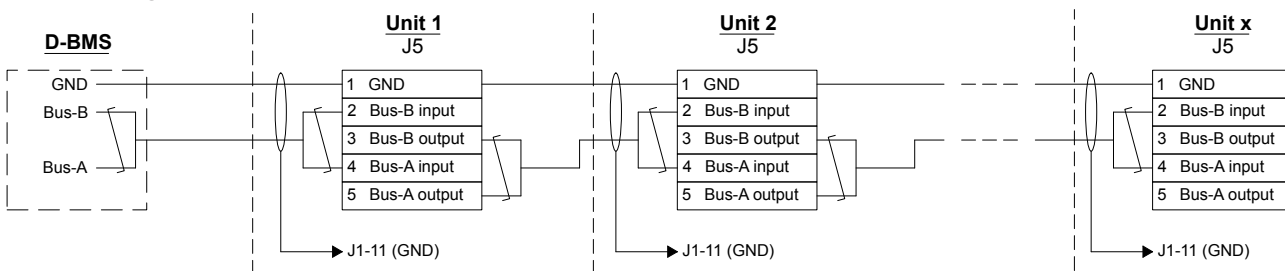 D-BMS
GND
Bus-B
Bus-A
Unit 1
J5
1 GND
2 Bus-B input
3 Bus-B output
4 Bus-A input
5 Bus-A output
J1-11 (GND)
Unit 2
J5
1 GND
2 Bus-B input
3 Bus-B output
4 Bus-A input
5 Bus-A output
J1-11 (GND)
Unit x
J5
1 GND
2 Bus-B input
3 Bus-B output
4 Bus-A input
5 Bus-A output
J1-11 (GND)